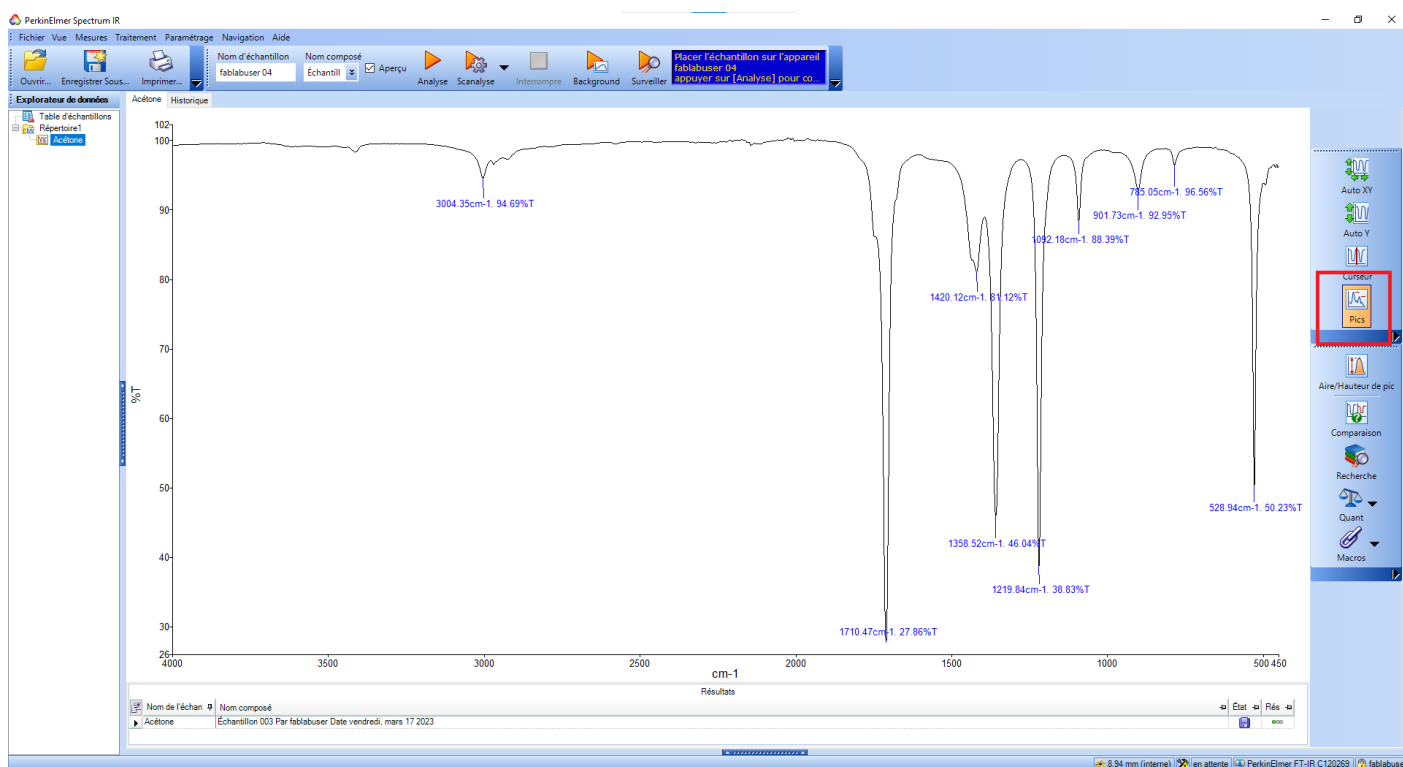 PerkinElmer Spectrum IR
Fichier Vue Mesures Traitement Paramétrage Navigation Aide
Ouvrir... Enregistrer Sous... Imprimer...
Nom d'échantillon Nom composé
fablabuser 04 Échantill Aperçu
Analyse Scanalyse Interrompre Background Surveiller
Placer l'échantillon sur l'appareil
fablabuser 04
appuyer sur [Analyse] pour co...
Explorateur de données
Table d'échantillons
Répertoire1
Acétone
Acétone Historique
102
100
90
80
70
60
50
40
30
26
%T
3004.35cm-1. 94.69%T
785.05cm-1. 96.56%T
901.73cm-1. 92.95%T
1092.18cm-1. 88.39%T
1420.12cm-1. 81.12%T
528.94cm-1. 50.23%T
1358.52cm-1. 46.04%T
1219.84cm-1. 38.83%T
1710.47cm-1. 27.86%T
4000 3500 3000 2500 2000 1500 1000 500 450
cm-1
Auto XY
Auto Y
Curseur
Pics
Aire/Hauteur de pic
Comparaison
Recherche
Quant
Macros
Résultats
Nom de l'échan Nom composé État Rés
Acétone Échantillon 003 Par fablabuser Date vendredi, mars 17 2023
8.94 mm (interne) en attente PerkinElmer FT-IR C120269 fablabuse